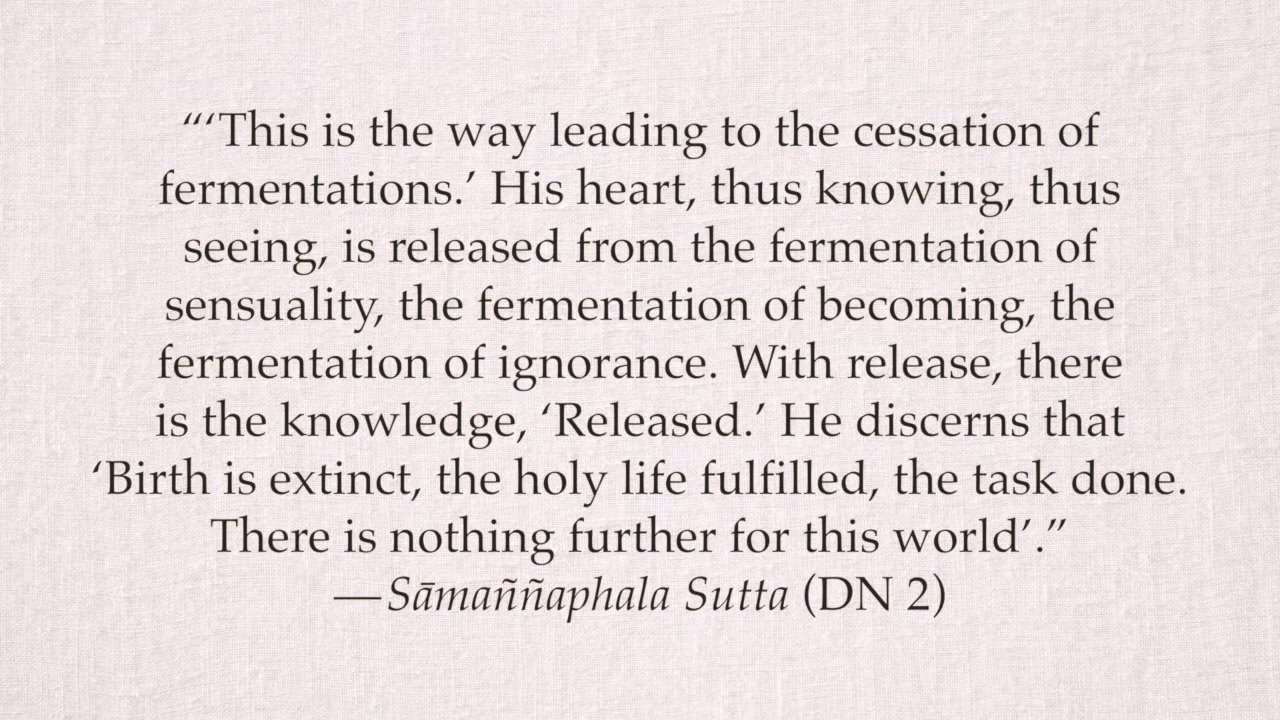 “‘This is the way leading to the cessation of
fermentations.’ His heart, thus knowing, thus
seeing, is released from the fermentation of
sensuality, the fermentation of becoming, the
fermentation of ignorance. With release, there
is the knowledge, ‘Released.’ He discerns that
‘Birth is extinct, the holy life fulfilled, the task done.
There is nothing further for this world’.”
—Sāmaññaphala Sutta (DN 2)